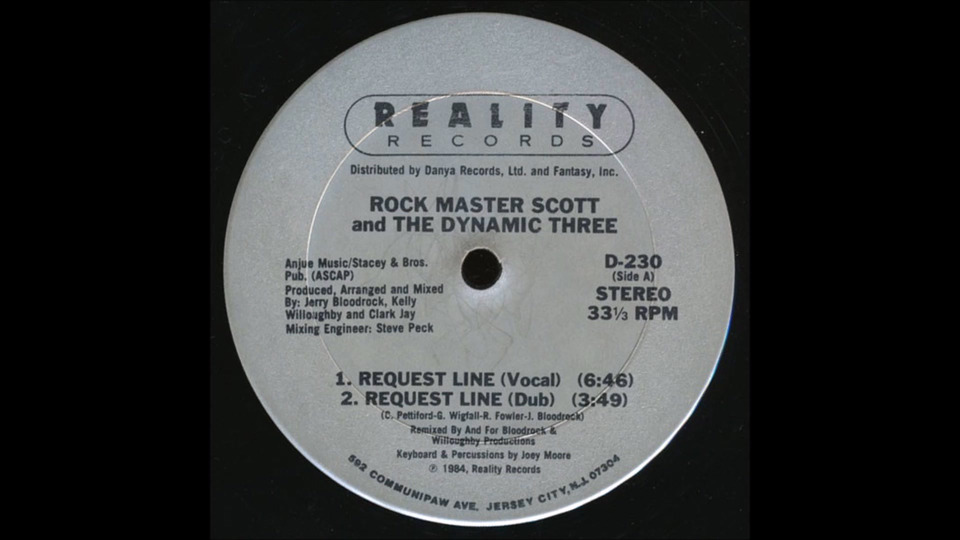 REALITY
RECORDS
Distributed by Danya Records, Ltd. and Fantasy, Inc.
ROCK MASTER SCOTT
and THE DYNAMIC THREE
Anjue Music/Stacey & Bros.
Pub. (ASCAP)
Produced, Arranged and Mixed
By: Jerry Bloodrock, Kelly
Willoughby and Clark Jay
Mixing Engineer: Steve Peck
D-230
(Side A)
STEREO
33⅓ RPM
1. REQUEST LINE (Vocal) (6:46)
2. REQUEST LINE (Dub) (3:49)
(C. Pettiford-G. Wigfall-R. Fowler-J. Bloodrock)
Remixed By And For Bloodrock &
Willoughby Productions
Keyboard & Percussions by Joey Moore
℗ 1984, Reality Records
592 COMMUNIPAW AVE, JERSEY CITY, N.J. 07304